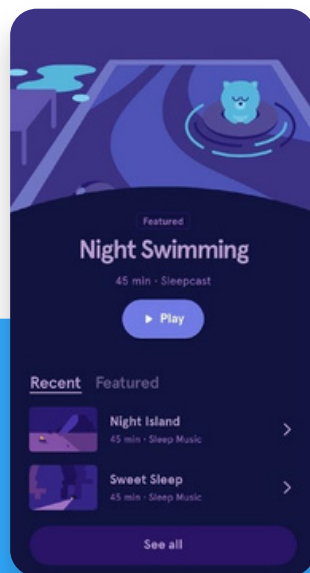 Featured
Night Swimming
45 min · Sleepcast
Play
Recent Featured
Night Island
45 min · Sleep Music
Sweet Sleep
45 min · Sleep Music
See all